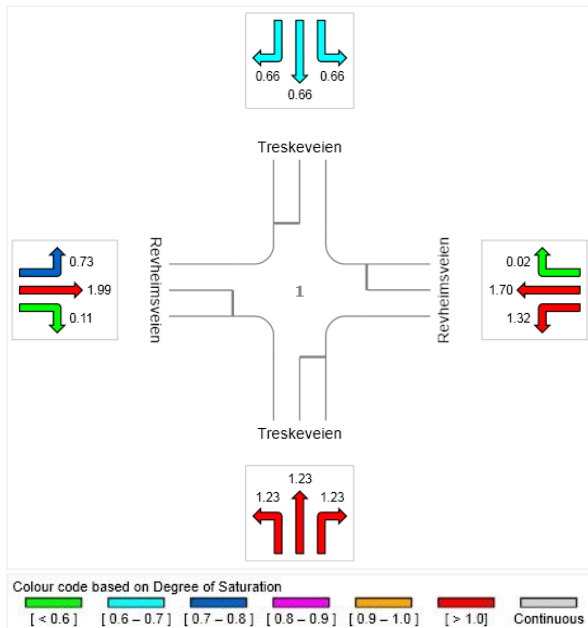 0.66 0.66
0.66
Treskeveien
Revheimsveien
0.73
1.99
0.11
1
Revheimsveien
0.02
1.70
1.32
Treskeveien
1.23
1.23 1.23
Colour code based on Degree of Saturation
[ < 0.6 ] [ 0.6 – 0.7 ] [ 0.7 – 0.8 ] [ 0.8 – 0.9 ] [ 0.9 – 1.0 ] [ > 1.0 ] Continuous